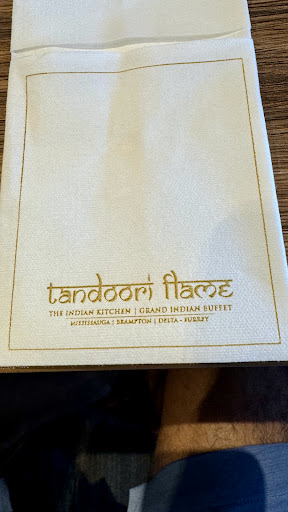 tandoori flame
THE INDIAN KITCHEN | GRAND INDIAN BUFFET
MISSISSAUGA | BRAMPTON | DELTA - SURREY